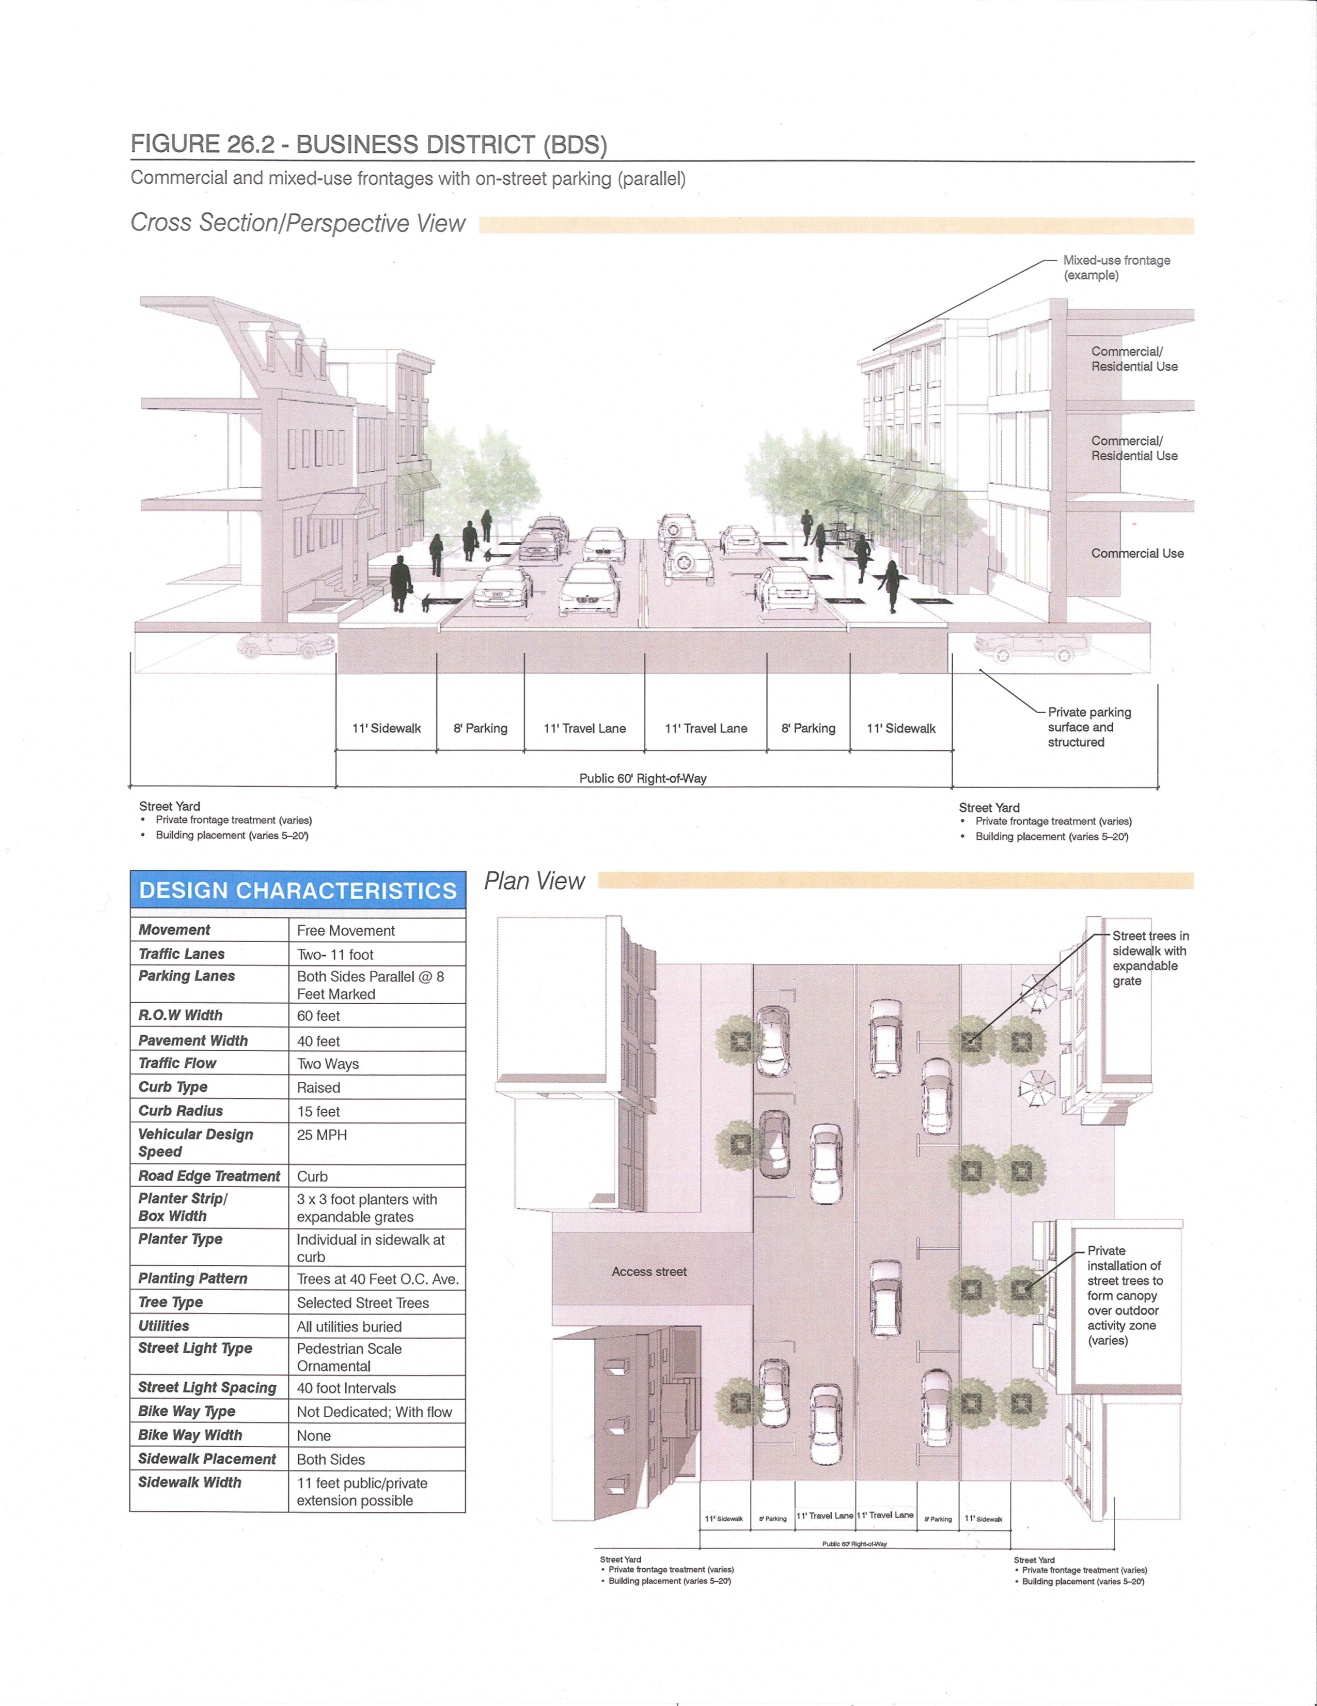 FIGURE 26.2 - BUSINESS DISTRICT (BDS)
Commercial and mixed-use frontages with on-street parking (parallel)
Cross Section/Perspective View
Mixed-use frontage
(example)
Commercial/
Residential Use
Commercial/
Residential Use
Commercial Use
11' Sidewalk
8' Parking
11' Travel Lane
11' Travel Lane
8' Parking
11' Sidewalk
Private parking
surface and
structured
Public 60' Right-of-Way
Street Yard
• Private frontage treatment (varies)
• Building placement (varies 5–20')
Street Yard
• Private frontage treatment (varies)
• Building placement (varies 5–20')
DESIGN CHARACTERISTICS
Movement Free Movement
Traffic Lanes Two- 11 foot
Parking Lanes Both Sides Parallel @ 8
Feet Marked
R.O.W Width 60 feet
Pavement Width 40 feet
Traffic Flow Two Ways
Curb Type Raised
Curb Radius 15 feet
Vehicular Design 25 MPH
Speed
Road Edge Treatment Curb
Planter Strip/ 3 x 3 foot planters with
Box Width expandable grates
Planter Type Individual in sidewalk at
curb
Planting Pattern Trees at 40 Feet O.C. Ave.
Tree Type Selected Street Trees
Utilities All utilities buried
Street Light Type Pedestrian Scale
Ornamental
Street Light Spacing 40 foot Intervals
Bike Way Type Not Dedicated; With flow
Bike Way Width None
Sidewalk Placement Both Sides
Sidewalk Width 11 feet public/private
extension possible
Plan View
Street trees in
sidewalk with
expandable
grate
Access street
Private
installation of
street trees to
form canopy
over outdoor
activity zone
(varies)
11' Sidewalk
8' Parking
11' Travel Lane
11' Travel Lane
8' Parking
11' Sidewalk
Public 60' Right-of-Way
Street Yard
• Private frontage treatment (varies)
• Building placement (varies 5–20')
Street Yard
• Private frontage treatment (varies)
• Building placement (varies 5–20')